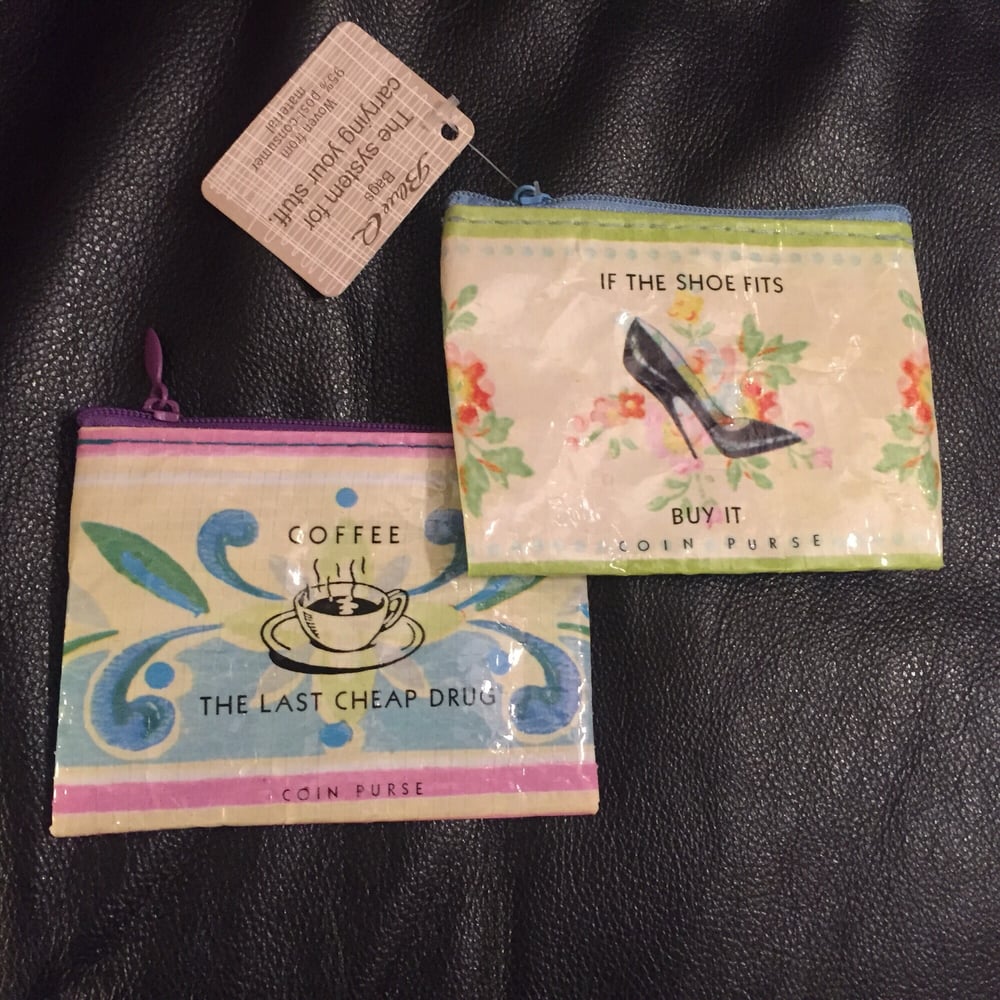 Blue Q
Bags
The system for
carrying your stuff.
Woven from
95% post-consumer
material
IF THE SHOE FITS
BUY IT
COIN PURSE
COFFEE
THE LAST CHEAP DRUG
COIN PURSE